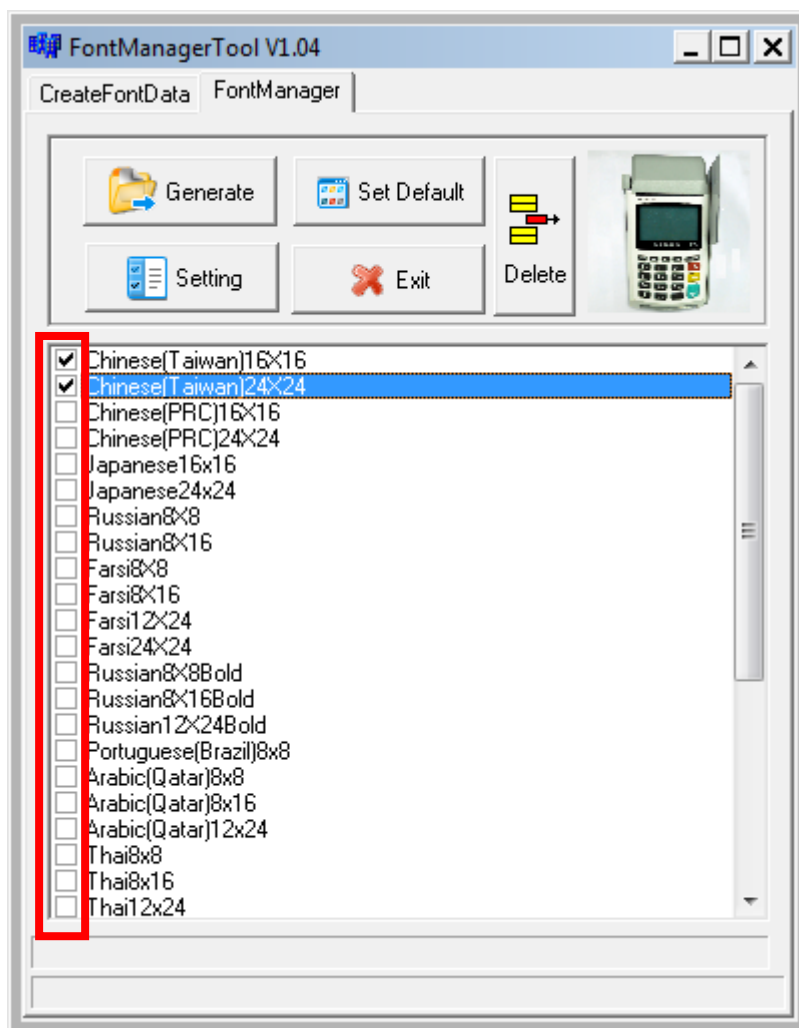 FontManagerTool V1.04
CreateFontData FontManager
Generate Set Default
Setting Exit Delete
Chinese(Taiwan)16X16
Chinese(Taiwan)24X24
Chinese(PRC)16X16
Chinese(PRC)24X24
Japanese16x16
Japanese24x24
Russian8X8
Russian8X16
Farsi8X8
Farsi8X16
Farsi12X24
Farsi24X24
Russian8X8Bold
Russian8X16Bold
Russian12X24Bold
Portuguese(Brazil)8x8
Arabic(Qatar)8x8
Arabic(Qatar)8x16
Arabic(Qatar)12x24
Thai8x8
Thai8x16
Thai12x24